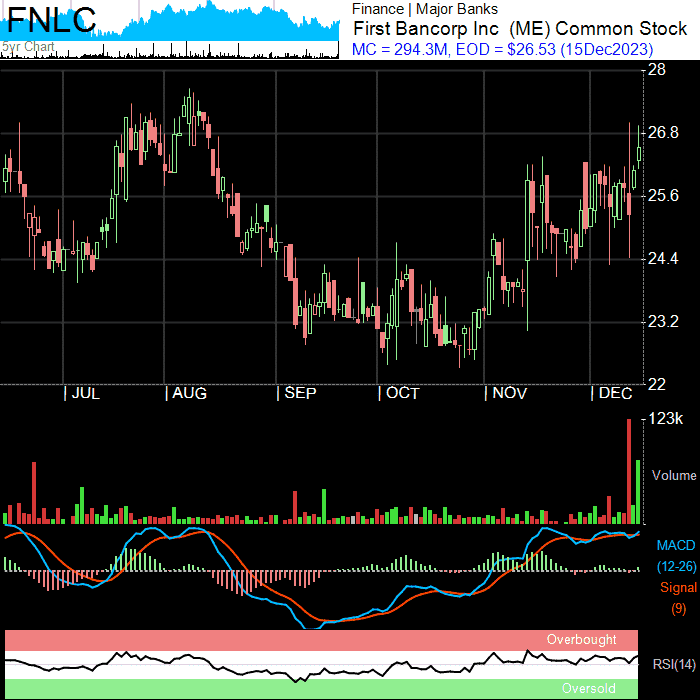 FNLC
5yr Chart
Finance | Major Banks
First Bancorp Inc  (ME) Common Stock
MC = 294.3M, EOD = $26.53 (15Dec2023)
28
26.8
25.6
24.4
23.2
22
| JUL | AUG | SEP | OCT | NOV | DEC
123k
Volume
MACD
(12-26)
Signal
(9)
Overbought
RSI(14)
Oversold